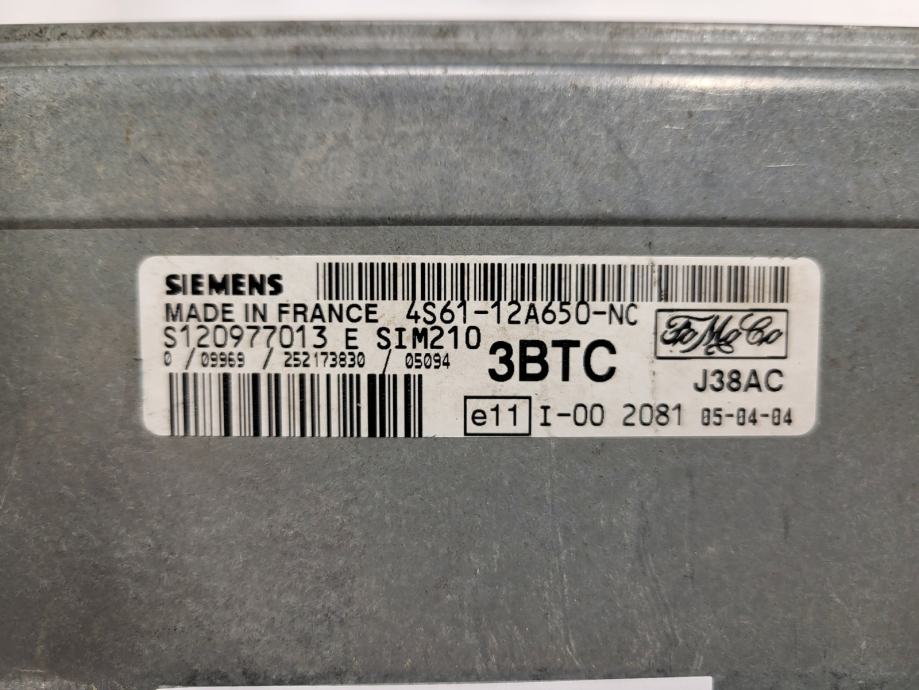 SIEMENS
MADE IN FRANCE 4S61-12A650-NC
S120977013 E SIM210
0 / 09969 / 252173830 / 05094
3BTC
FoMoCo
J38AC
e11 I-00 2081 05-04-04